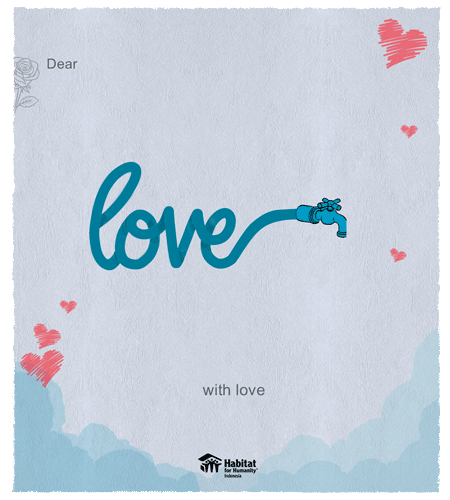 Dear
love
with love
Habitat
for Humanity®
Indonesia